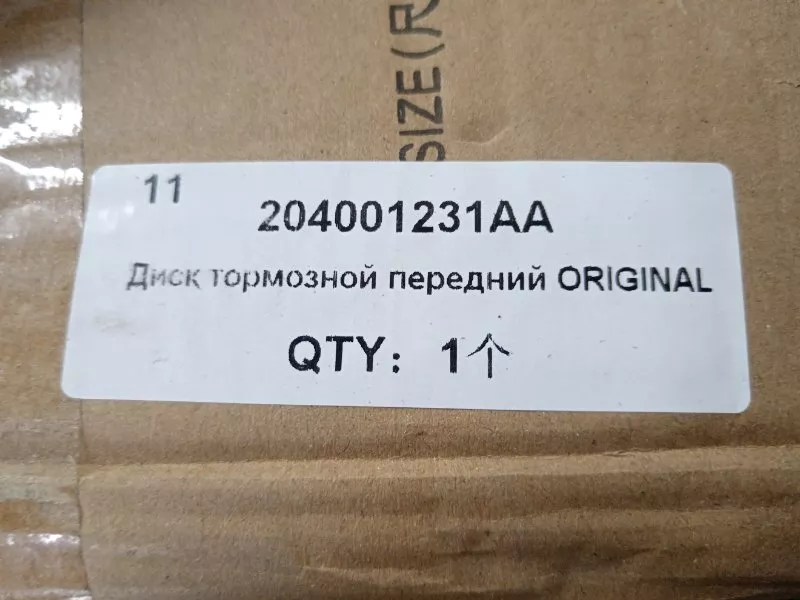 SIZE(R
11
204001231AA
Диск тормозной передний ORIGINAL
QTY: 1个